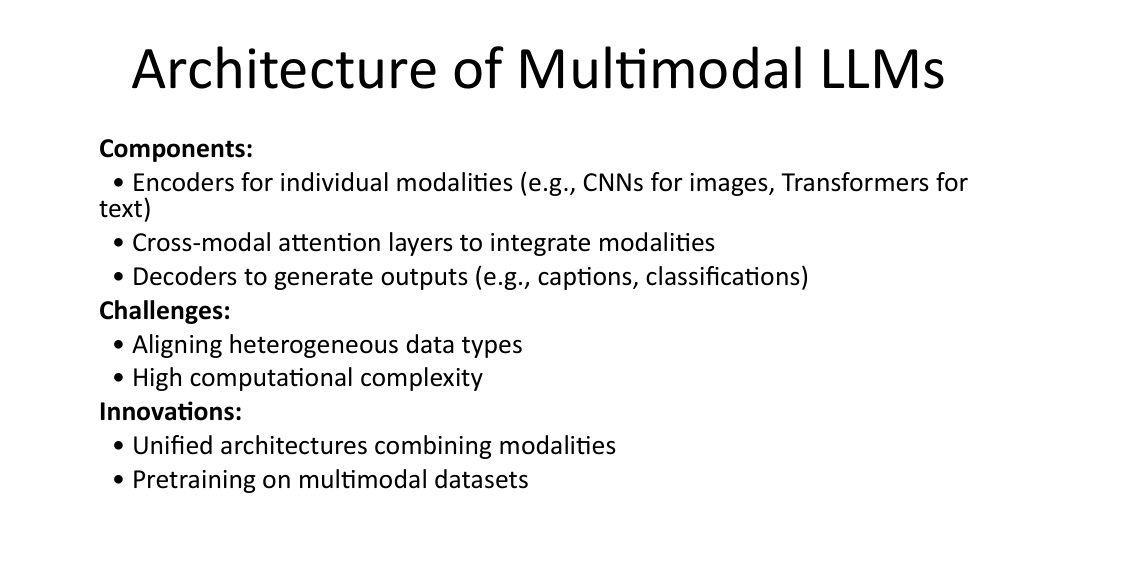 Architecture of Multimodal LLMs
Components:
• Encoders for individual modalities (e.g., CNNs for images, Transformers for
text)
• Cross-modal attention layers to integrate modalities
• Decoders to generate outputs (e.g., captions, classifications)
Challenges:
• Aligning heterogeneous data types
• High computational complexity
Innovations:
• Unified architectures combining modalities
• Pretraining on multimodal datasets